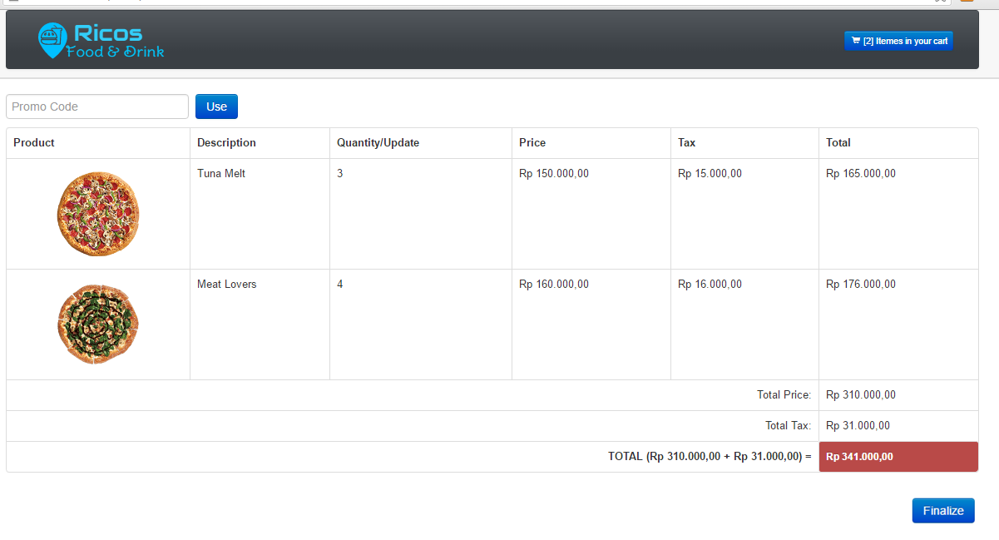 Ricos
Food & Drink
[2] Itemes in your cart
Promo Code
Use
Product Description Quantity/Update Price Tax Total
Tuna Melt 3 Rp 150.000,00 Rp 15.000,00 Rp 165.000,00
Meat Lovers 4 Rp 160.000,00 Rp 16.000,00 Rp 176.000,00
Total Price: Rp 310.000,00
Total Tax: Rp 31.000,00
TOTAL (Rp 310.000,00 + Rp 31.000,00) = Rp 341.000,00
Finalize